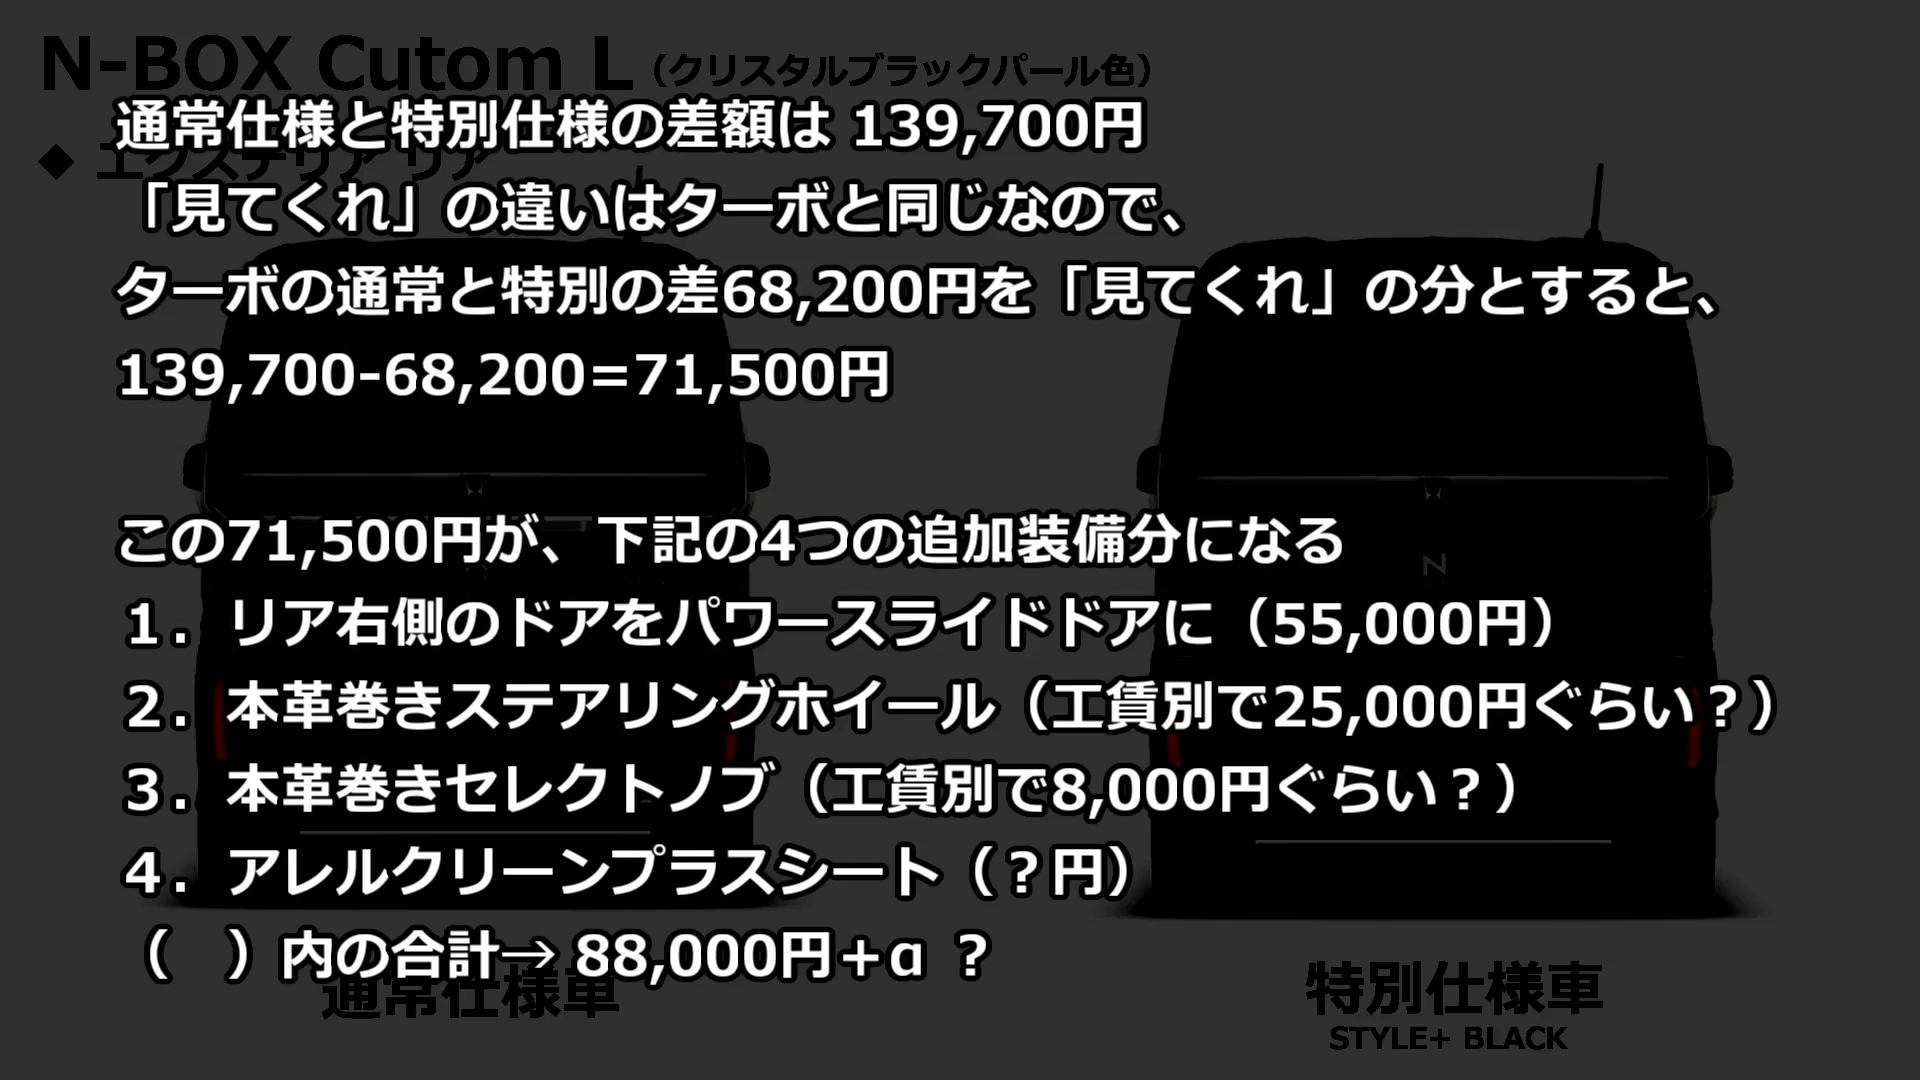 N-BOX Cutom L（クリスタルブラックパール色）
通常仕様と特別仕様の差額は 139,700円
◆ エクステリア リア
「見てくれ」の違いはターボと同じなので、
ターボの通常と特別の差68,200円を「見てくれ」の分とすると、
139,700-68,200=71,500円
この71,500円が、下記の4つの追加装備分になる
１．リア右側のドアをパワースライドドアに（55,000円）
２．本革巻きステアリングホイール（工賃別で25,000円ぐらい？）
３．本革巻きセレクトノブ（工賃別で8,000円ぐらい？）
４．アレルクリーンプラスシート（？円）
（　）内の合計→ 88,000円＋α ？
通常仕様車
特別仕様車
STYLE+ BLACK
N